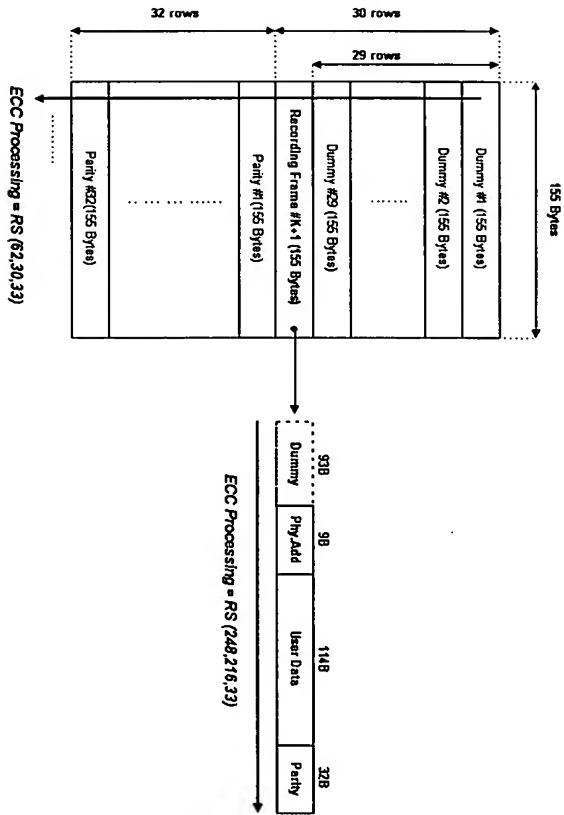 155 Bytes
30 rows
29 rows
32 rows
Dummy #1 (155 Bytes)
Dummy #2 (155 Bytes)
Dummy #29 (155 Bytes)
Recording Frame #K+1 (155 Bytes)
Parity #1(155 Bytes)
Parity #32(155 Bytes)
ECC Processing = RS (62,30,33)
93B 9B 114B 32B
Dummy Phy.Add User Data Parity
ECC Processing = RS (248,216,33)